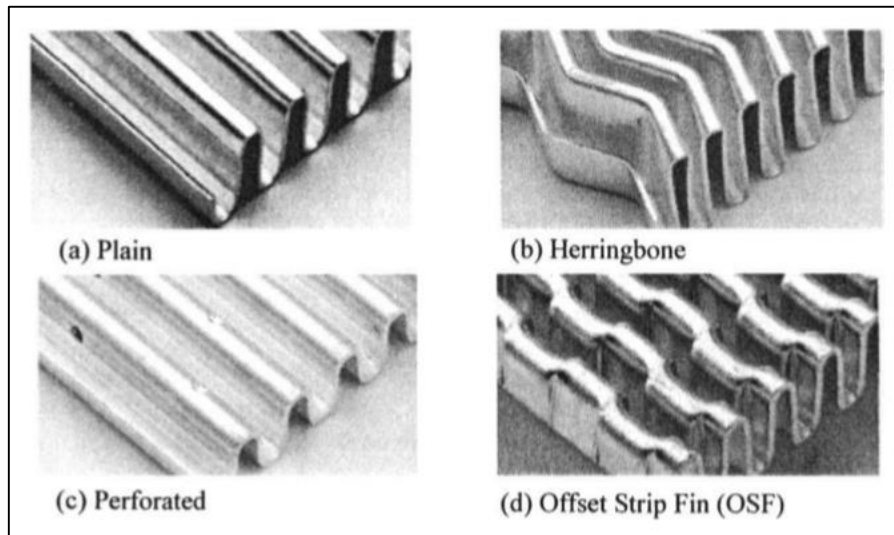 (a) Plain
(b) Herringbone
(c) Perforated
(d) Offset Strip Fin (OSF)